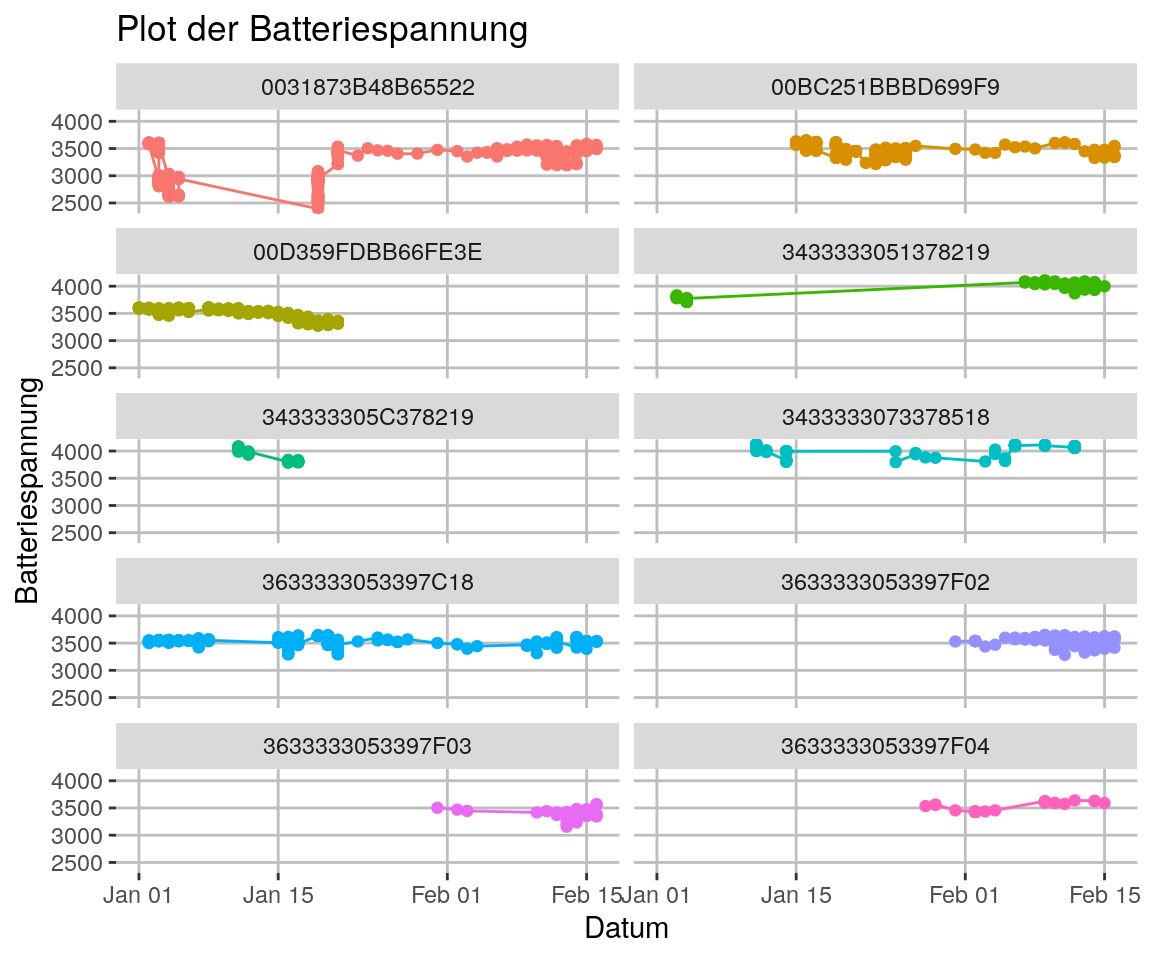 Plot der Batteriespannung
0031873B48B65522
00BC251BBBD699F9
4000
3500
3000
2500
00D359FDBB66FE3E
3433333051378219
4000
3500
3000
2500
343333305C378219
3433333073378518
4000
3500
3000
2500
3633333053397C18
3633333053397F02
4000
3500
3000
2500
3633333053397F03
3633333053397F04
4000
3500
3000
2500
Batteriespannung
Jan 01 Jan 15 Feb 01 Feb 15 Jan 01 Jan 15 Feb 01 Feb 15
Datum